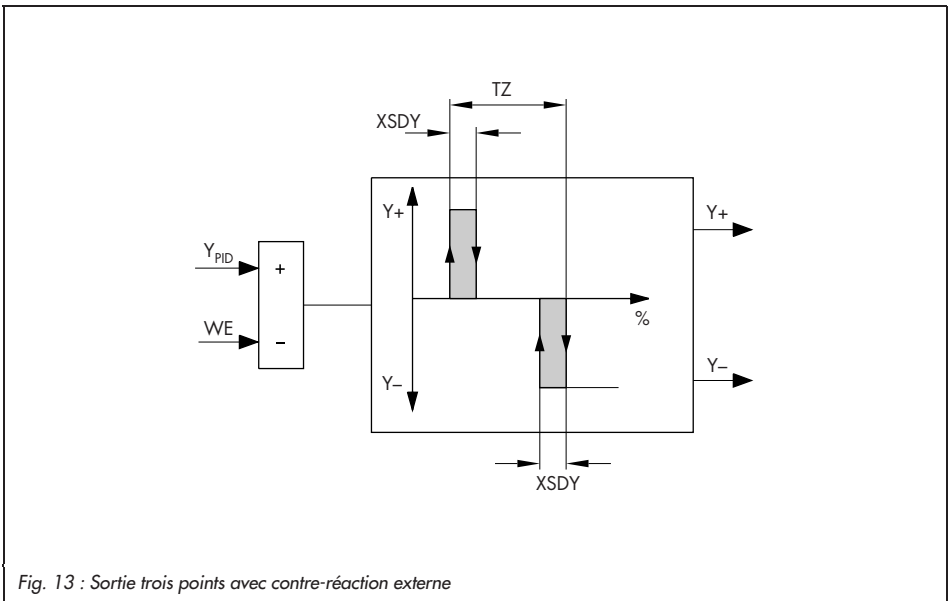 TZ
XSDY
Y+
Y+
Y_PID
+
%
WE
–
Y–
Y–
XSDY
Fig. 13 : Sortie trois points avec contre-réaction externe